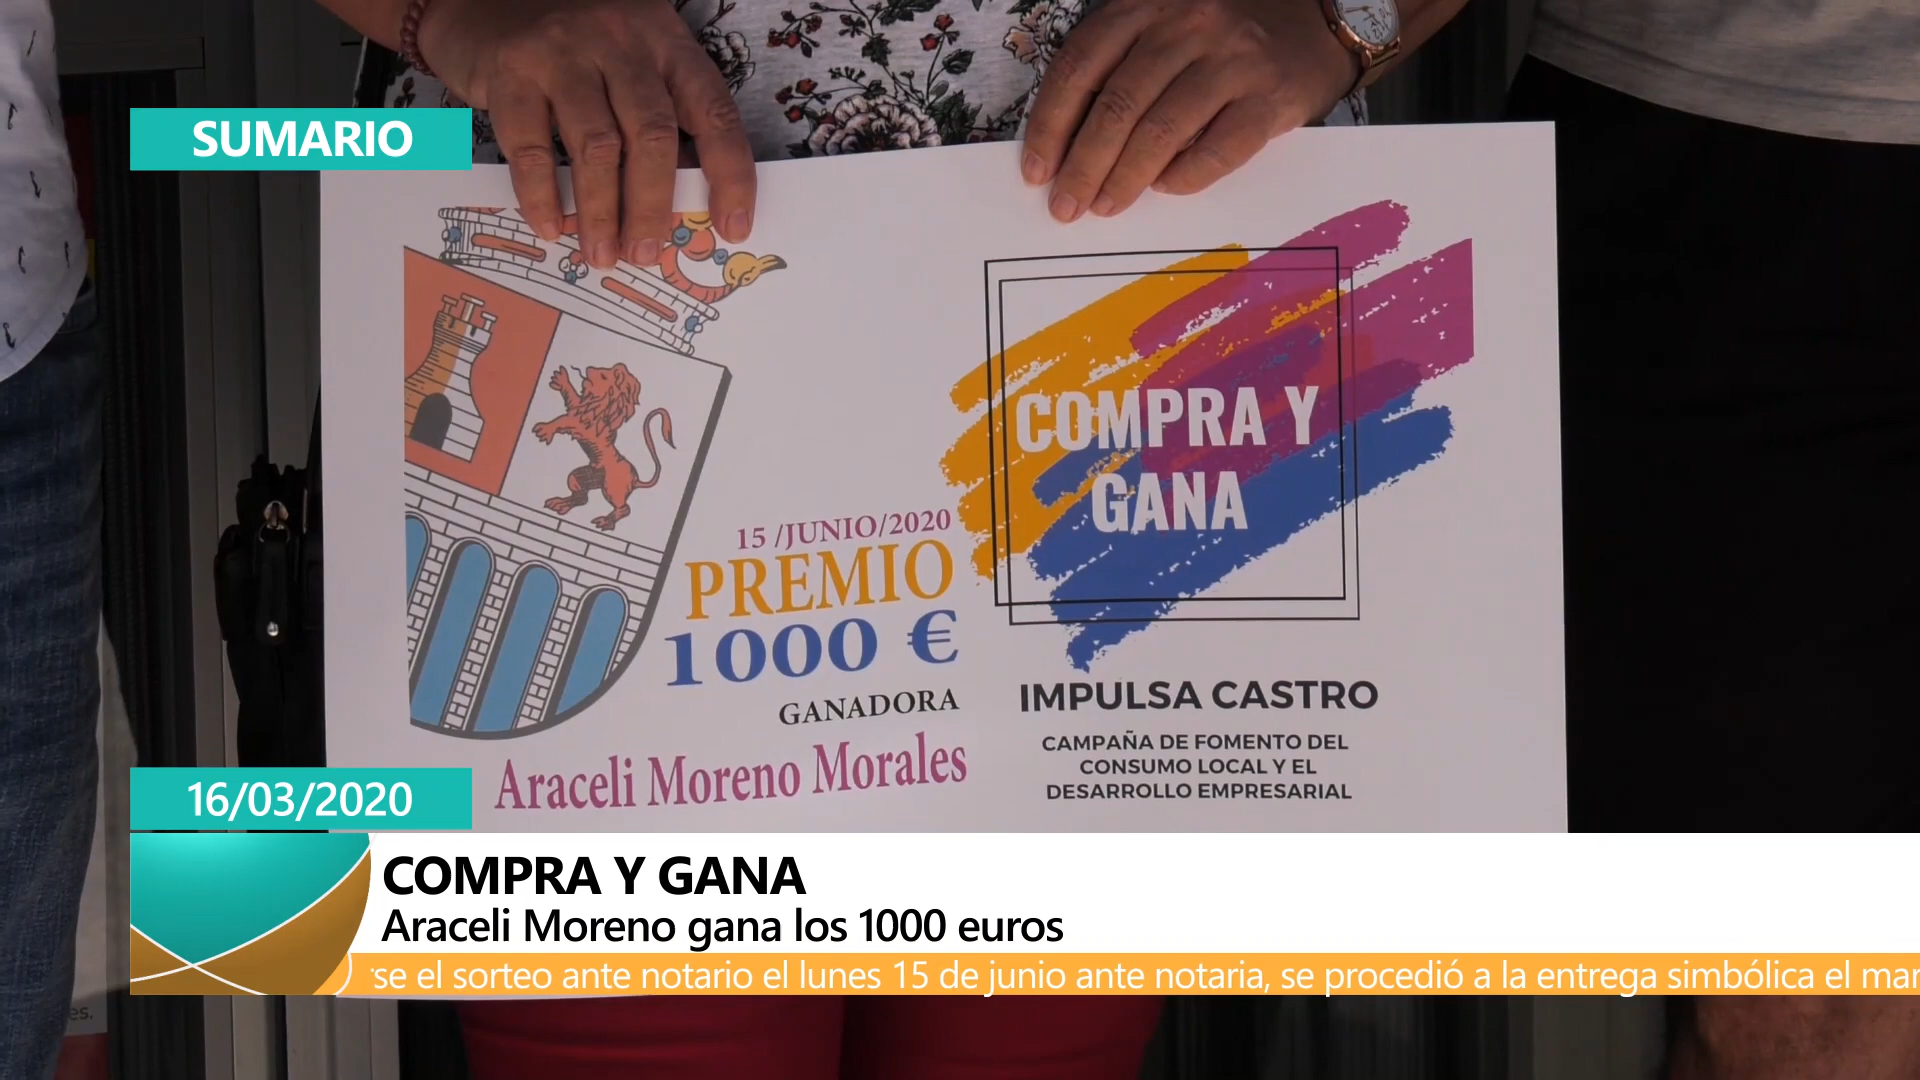 SUMARIO
15 /JUNIO/2020
PREMIO
1000 €
GANADORA
Araceli Moreno Morales
COMPRA Y
GANA
IMPULSA CASTRO
CAMPAÑA DE FOMENTO DEL
CONSUMO LOCAL Y EL
DESARROLLO EMPRESARIAL
16/03/2020
COMPRA Y GANA
Araceli Moreno gana los 1000 euros
se el sorteo ante notario el lunes 15 de junio ante notaria, se procedió a la entrega simbólica el mar
es.